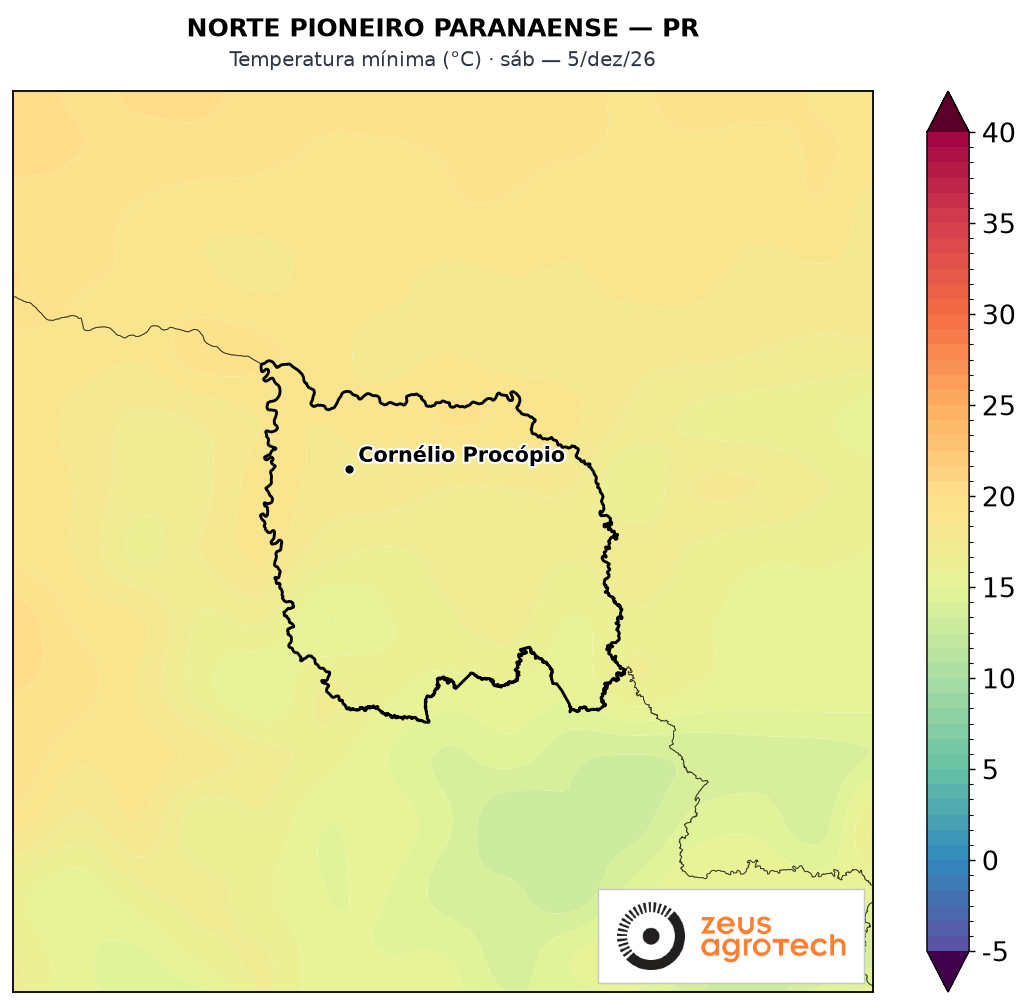 NORTE PIONEIRO PARANAENSE — PR
Temperatura mínima (°C) · sáb — 5/dez/26
40
35
30
25
20
15
10
5
0
-5
Cornélio Procópio
zeus
agrotech